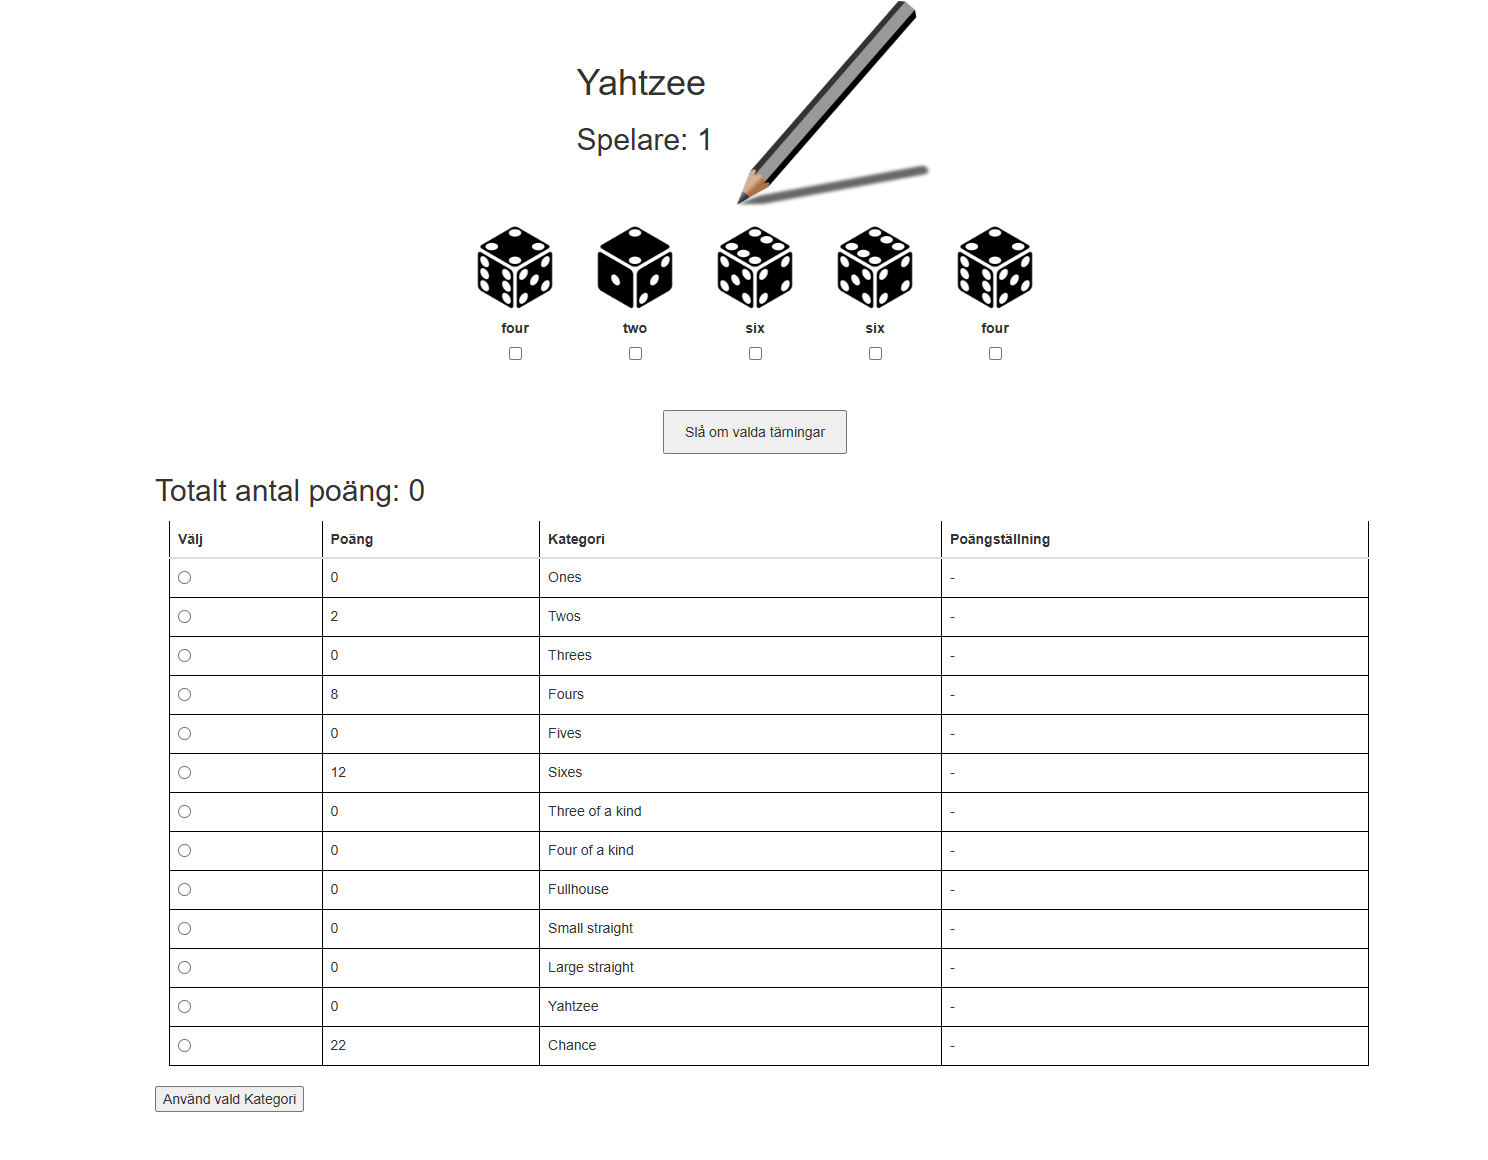 Yahtzee
Spelare: 1
four two six six four
Slå om valda tärningar
Totalt antal poäng: 0
Välj Poäng Kategori Poängställning
0 Ones -
2 Twos -
0 Threes -
8 Fours -
0 Fives -
12 Sixes -
0 Three of a kind -
0 Four of a kind -
0 Fullhouse -
0 Small straight -
0 Large straight -
0 Yahtzee -
22 Chance -
Använd vald Kategori